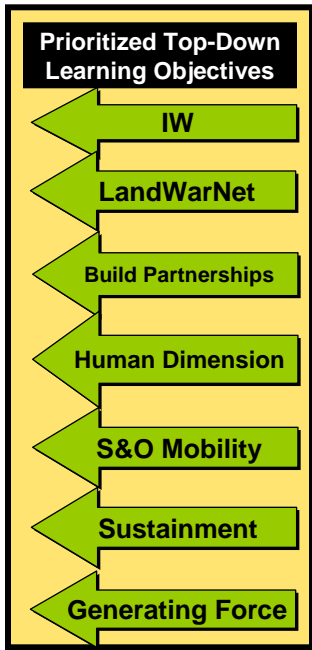 Prioritized Top-Down
Learning Objectives
IW
LandWarNet
Build Partnerships
Human Dimension
S&O Mobility
Sustainment
Generating Force